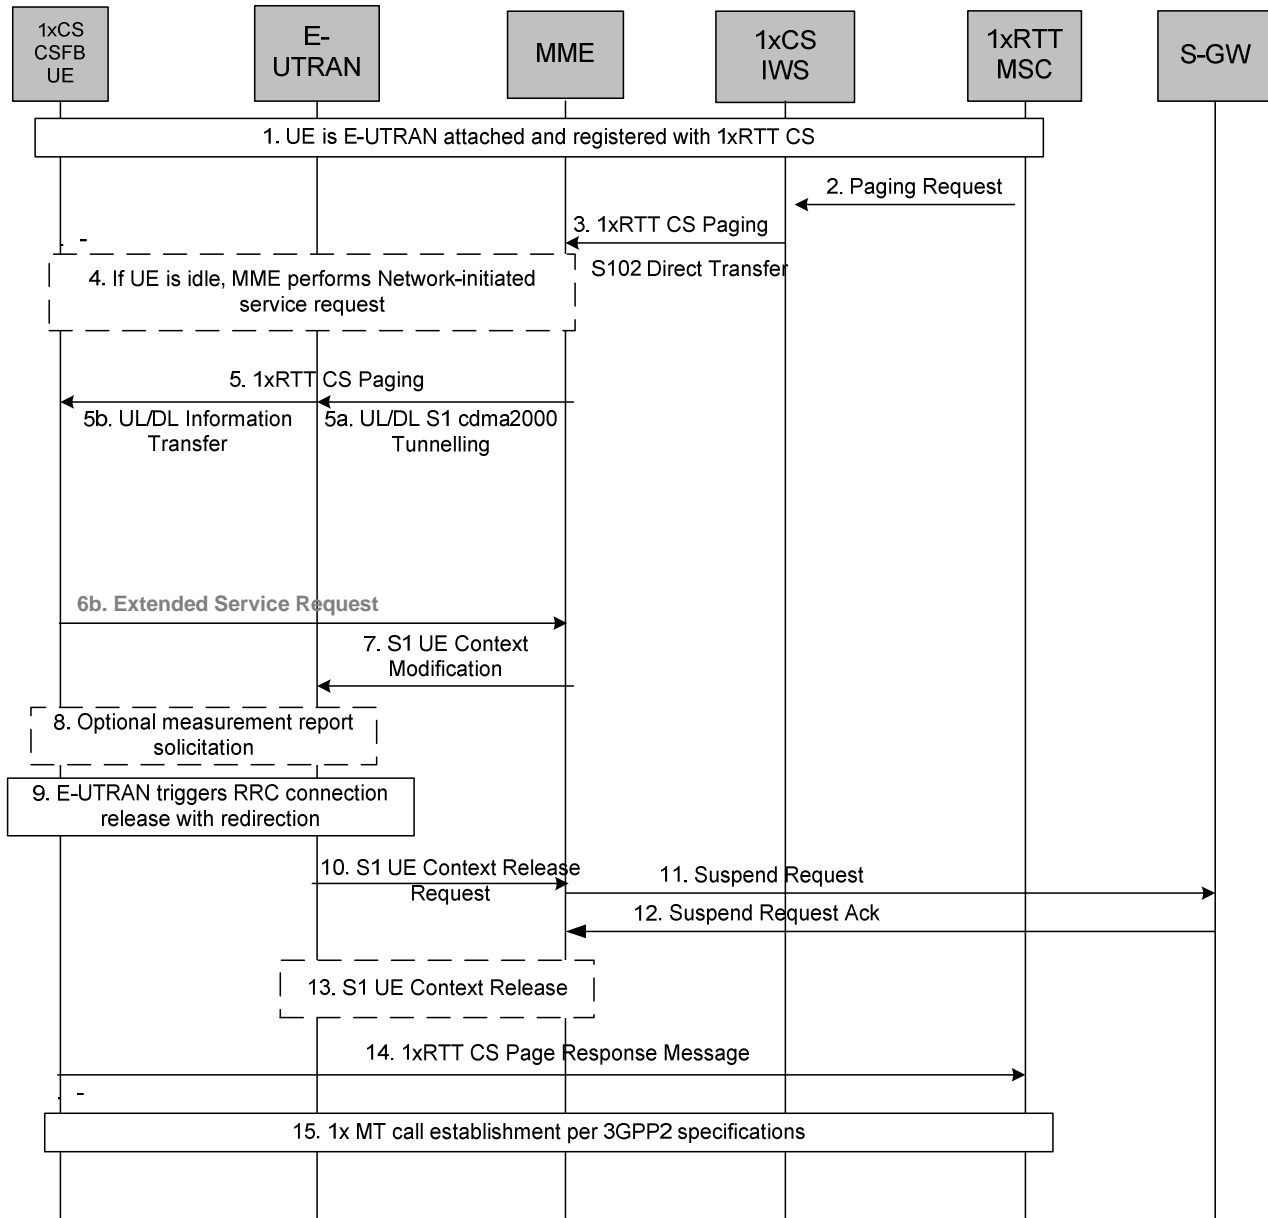 1xCS
CSFB
UE
E-
UTRAN
MME
1xCS
IWS
1xRTT
MSC
S-GW
1. UE is E-UTRAN attached and registered with 1xRTT CS
2. Paging Request
3. 1xRTT CS Paging
S102 Direct Transfer
4. If UE is idle, MME performs Network-initiated
service request
5. 1xRTT CS Paging
5b. UL/DL Information
Transfer
5a. UL/DL S1 cdma2000
Tunnelling
6b. Extended Service Request
7. S1 UE Context
Modification
8. Optional measurement report
solicitation
9. E-UTRAN triggers RRC connection
release with redirection
10. S1 UE Context Release
Request
11. Suspend Request
12. Suspend Request Ack
13. S1 UE Context Release
14. 1xRTT CS Page Response Message
15. 1x MT call establishment per 3GPP2 specifications